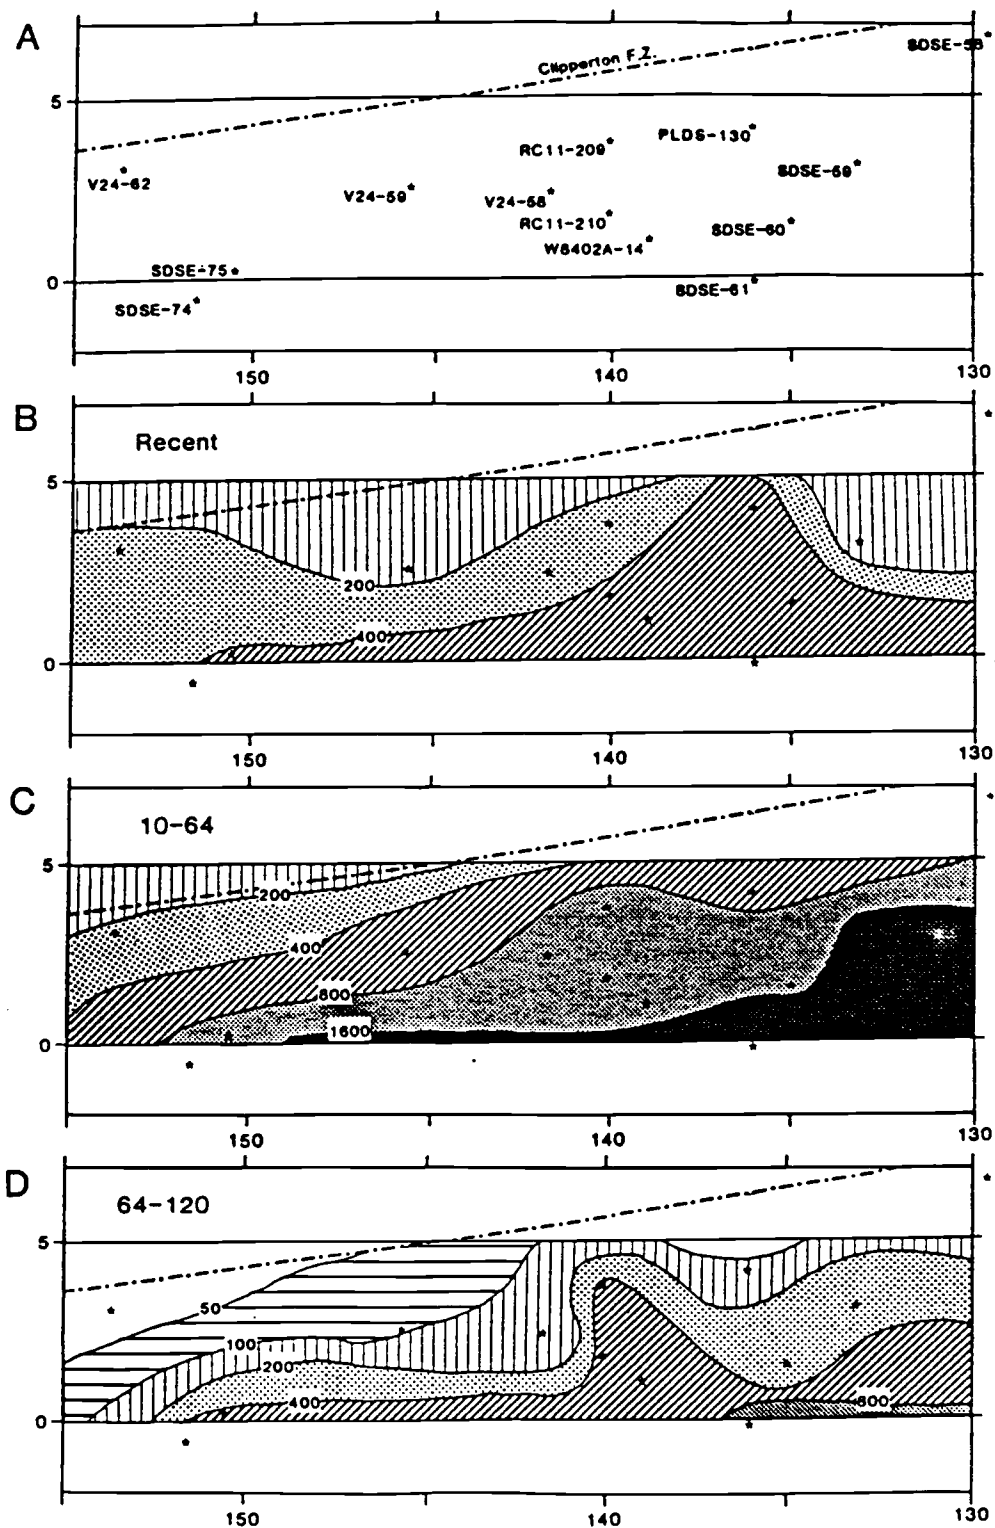 A
Clipperton F.Z.
SDSE-58
5
RC11-209
PLDS-130
V24-62
V24-59
V24-58
SDSE-59
RC11-210
SDSE-60
W8402A-14
SDSE-75
0
SDSE-74
SDSE-61
150
140
130
B
Recent
5
200
400
0
150
140
130
C
10-64
5
200
400
800
1600
0
150
140
130
D
64-120
5
50
100
200
400
800
0
150
140
130